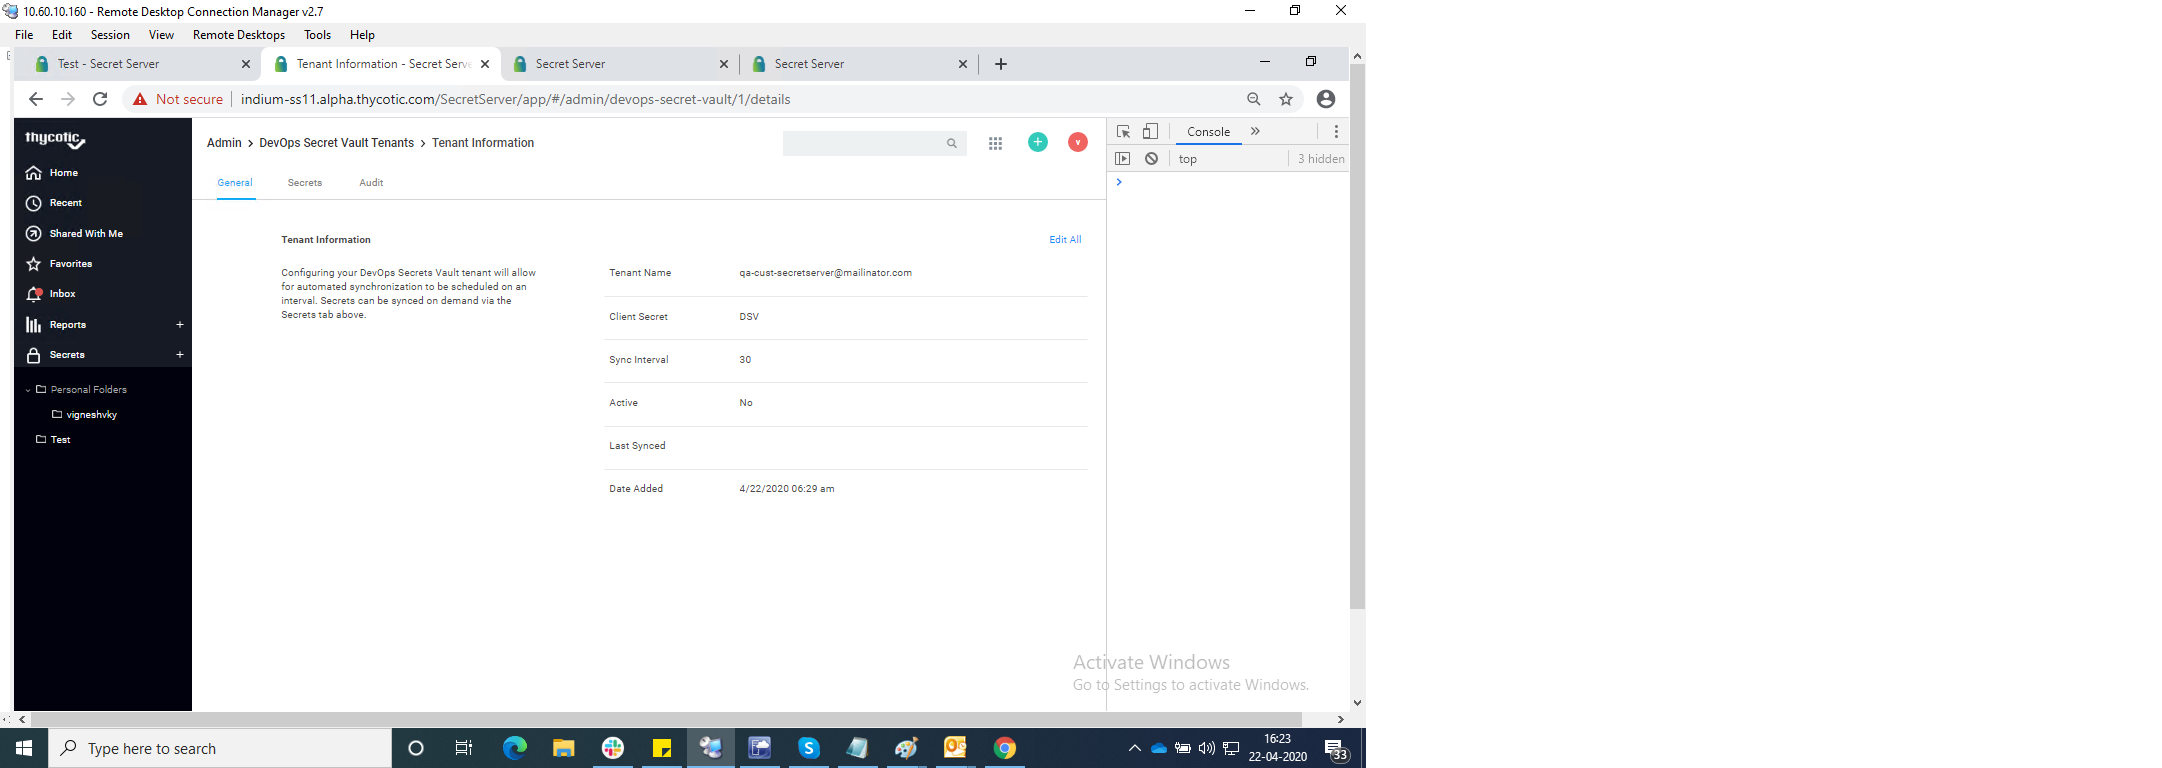 10.60.10.160 - Remote Desktop Connection Manager v2.7
File Edit Session View Remote Desktops Tools Help
Test - Secret Server
Tenant Information - Secret Serve
Secret Server
Secret Server
Not secure
indium-ss11.alpha.thycotic.com/SecretServer/app/#/admin/devops-secret-vault/1/details
thycotic
Home
Recent
Shared With Me
Favorites
Inbox
Reports +
Secrets +
Personal Folders
vigneshvky
Test
Admin > DevOps Secret Vault Tenants > Tenant Information
+
v
General Secrets Audit
Tenant Information
Edit All
Configuring your DevOps Secrets Vault tenant will allow
for automated synchronization to be scheduled on an
interval. Secrets can be synced on demand via the
Secrets tab above.
Tenant Name qa-cust-secretserver@mailinator.com
Client Secret DSV
Sync Interval 30
Active No
Last Synced
Date Added 4/22/2020 06:29 am
Console »
top
3 hidden
>
Activate Windows
Go to Settings to activate Windows.
Type here to search
16:23
22-04-2020
33